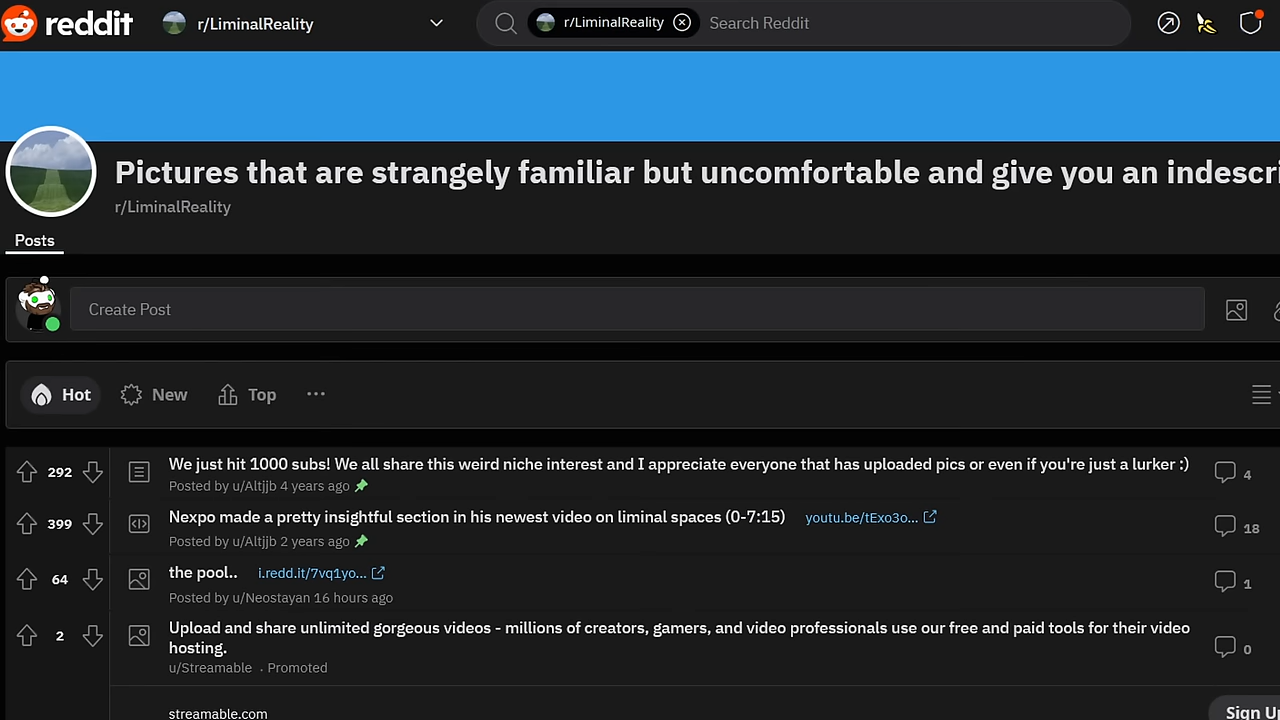 reddit
r/LiminalReality
r/LiminalReality
Search Reddit
Pictures that are strangely familiar but uncomfortable and give you an
r/LiminalReality
Posts
Create Post
Hot
New
Top
292
We just hit 1000 subs! We all share this weird niche interest and I appreciate everyone that has uploaded pics or even if you're just a lurker :)
4
Posted by u/Altjjb 4 years ago
399
Nexpo made a pretty insightful section in his newest video on liminal spaces (0-7:15)
youtu.be/tExo3o...
18
Posted by u/Altjjb 2 years ago
64
the pool..
i.redd.it/7vq1yo...
1
Posted by u/Neostayan 16 hours ago
2
Upload and share unlimited gorgeous videos - millions of creators, gamers, and video professionals use our free and paid tools for their video
hosting.
0
u/Streamable . Promoted
streamable.com
Sign